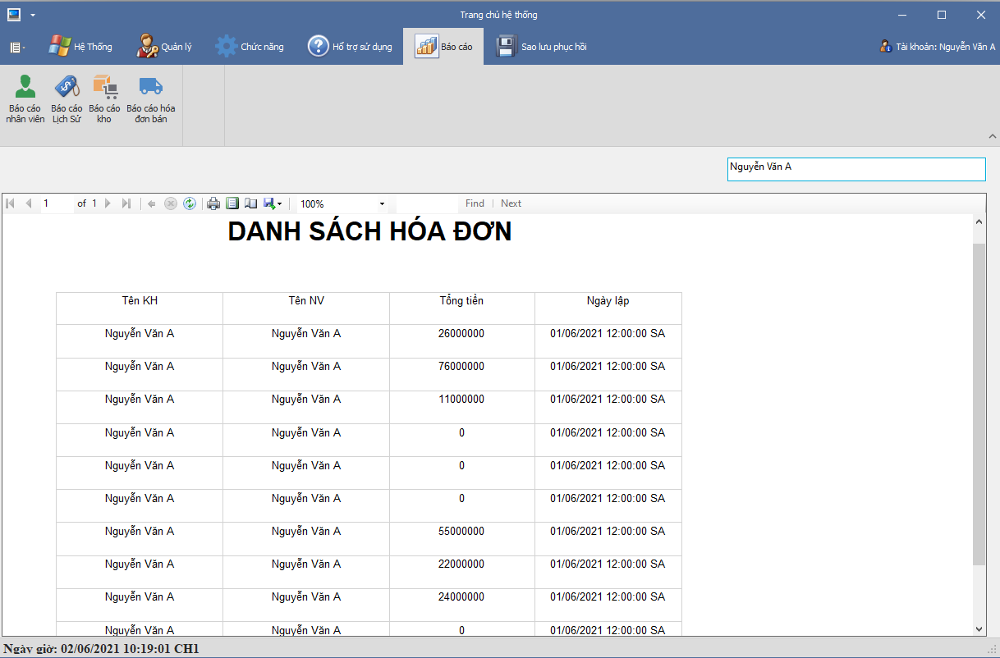 Trang chủ hệ thống
Hệ Thống Quản lý Chức năng Hổ trợ sử dụng Báo cáo Sao lưu phục hồi Tài khoản: Nguyễn Văn A
Báo cáo nhân viên
Báo cáo Lịch Sử
Báo cáo kho
Báo cáo hóa đơn bán
Nguyễn Văn A
1 of 1 100% Find | Next
DANH SÁCH HÓA ĐƠN
Tên KH Tên NV Tổng tiền Ngày lập
Nguyễn Văn A Nguyễn Văn A 26000000 01/06/2021 12:00:00 SA
Nguyễn Văn A Nguyễn Văn A 76000000 01/06/2021 12:00:00 SA
Nguyễn Văn A Nguyễn Văn A 11000000 01/06/2021 12:00:00 SA
Nguyễn Văn A Nguyễn Văn A 0 01/06/2021 12:00:00 SA
Nguyễn Văn A Nguyễn Văn A 0 01/06/2021 12:00:00 SA
Nguyễn Văn A Nguyễn Văn A 0 01/06/2021 12:00:00 SA
Nguyễn Văn A Nguyễn Văn A 55000000 01/06/2021 12:00:00 SA
Nguyễn Văn A Nguyễn Văn A 22000000 01/06/2021 12:00:00 SA
Nguyễn Văn A Nguyễn Văn A 24000000 01/06/2021 12:00:00 SA
Nguyễn Văn A Nguyễn Văn A 0 01/06/2021 12:00:00 SA
Ngày giờ: 02/06/2021 10:19:01 CH1